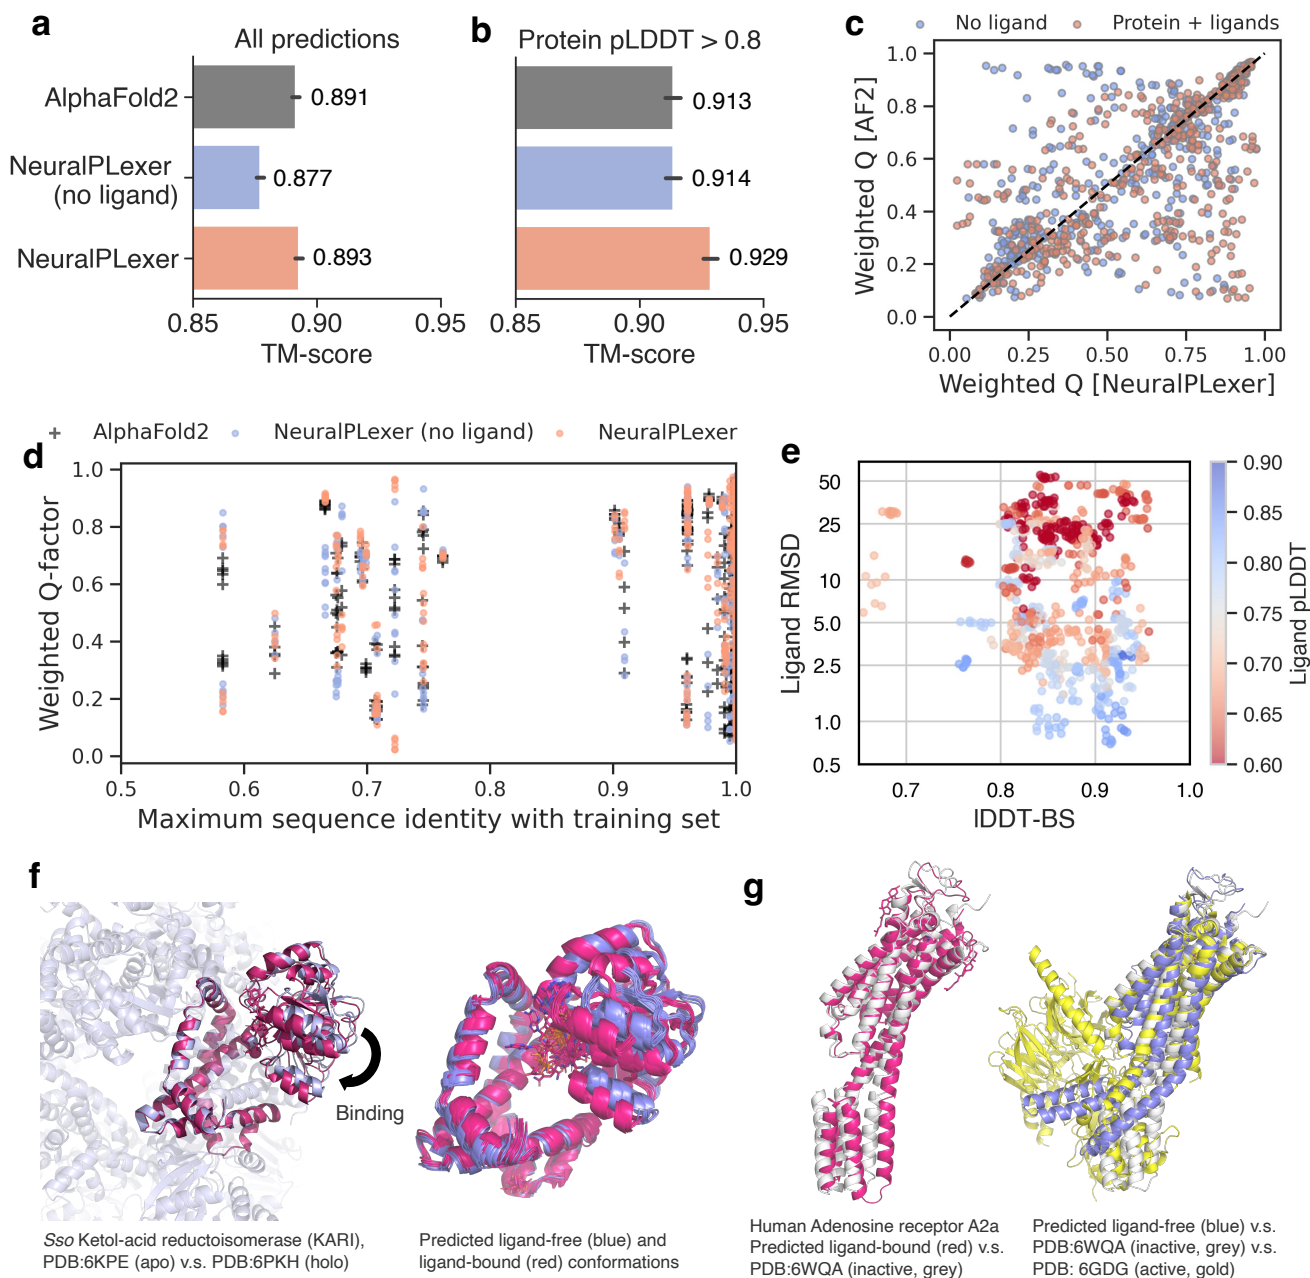 a
All predictions
AlphaFold2
0.891
NeuralPLexer
(no ligand)
0.877
NeuralPLexer
0.893
0.85
0.90
0.95
TM-score
b
Protein pLDDT > 0.8
0.913
0.914
0.929
0.85
0.90
0.95
TM-score
c
No ligand
Protein + ligands
Weighted Q [AF2]
1.0
0.8
0.6
0.4
0.2
0.0
0.00
0.25
0.50
0.75
1.00
Weighted Q [NeuralPLexer]
d
AlphaFold2
NeuralPLexer (no ligand)
NeuralPLexer
Weighted Q-factor
1.0
0.8
0.6
0.4
0.2
0.0
0.5
0.6
0.7
0.8
0.9
1.0
Maximum sequence identity with training set
e
Ligand RMSD
50
25
10
5.0
2.5
1.0
0.5
0.7
0.8
0.9
1.0
lDDT-BS
0.90
0.85
0.80
0.75
0.70
0.65
0.60
Ligand pLDDT
f
Binding
Sso Ketol-acid reductoisomerase (KARI),
PDB:6KPE (apo) v.s. PDB:6PKH (holo)
Predicted ligand-free (blue) and
ligand-bound (red) conformations
g
Human Adenosine receptor A2a
Predicted ligand-bound (red) v.s.
PDB:6WQA (inactive, grey)
Predicted ligand-free (blue) v.s.
PDB:6WQA (inactive, grey) v.s.
PDB: 6GDG (active, gold)